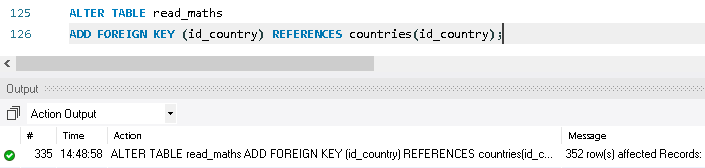 125 ALTER TABLE read_maths
126 ADD FOREIGN KEY (id_country) REFERENCES countries(id_country);
Output
Action Output
# Time Action Message
335 14:48:58 ALTER TABLE read_maths ADD FOREIGN KEY (id_country) REFERENCES countries(id_c... 352 row(s) affected Records: